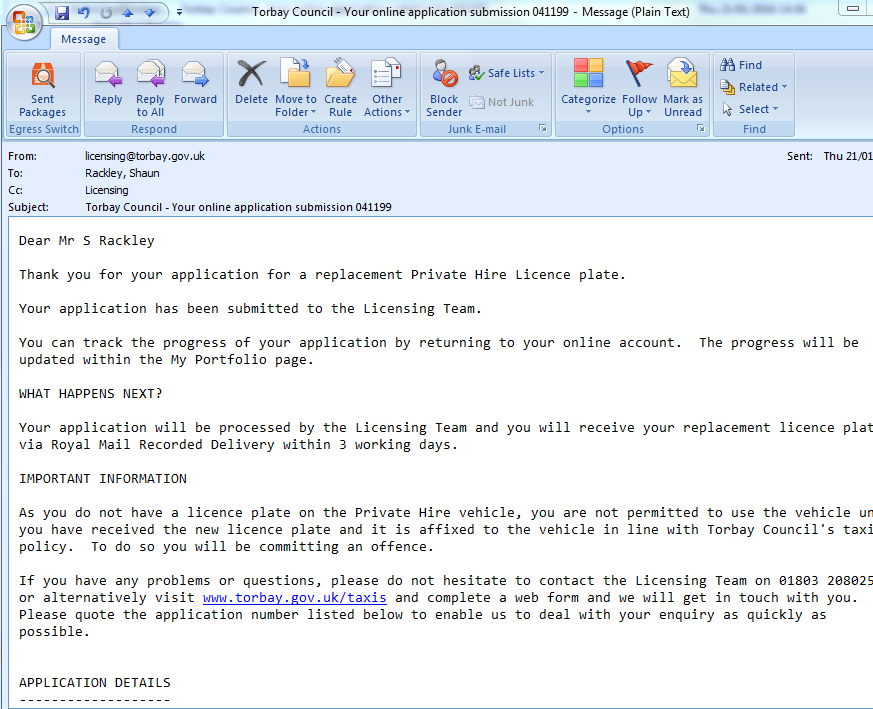 Torbay Council - Your online application submission 041199 - Message (Plain Text)
Message
Sent Packages
Reply
Reply to All
Forward
Delete
Move to Folder
Create Rule
Other Actions
Block Sender
Safe Lists
Not Junk
Categorize
Follow Up
Mark as Unread
Find
Related
Select
Egress Switch
Respond
Actions
Junk E-mail
Options
Find
From: licensing@torbay.gov.uk Sent: Thu 21/01
To: Rackley, Shaun
Cc: Licensing
Subject: Torbay Council - Your online application submission 041199
Dear Mr S Rackley
Thank you for your application for a replacement Private Hire Licence plate.
Your application has been submitted to the Licensing Team.
You can track the progress of your application by returning to your online account. The progress will be
updated within the My Portfolio page.
WHAT HAPPENS NEXT?
Your application will be processed by the Licensing Team and you will receive your replacement licence plat
via Royal Mail Recorded Delivery within 3 working days.
IMPORTANT INFORMATION
As you do not have a licence plate on the Private Hire vehicle, you are not permitted to use the vehicle un
you have received the new licence plate and it is affixed to the vehicle in line with Torbay Council's taxi
policy. To do so you will be committing an offence.
If you have any problems or questions, please do not hesitate to contact the Licensing Team on 01803 208025
or alternatively visit www.torbay.gov.uk/taxis and complete a web form and we will get in touch with you.
Please quote the application number listed below to enable us to deal with your enquiry as quickly as
possible.
APPLICATION DETAILS
-------------------